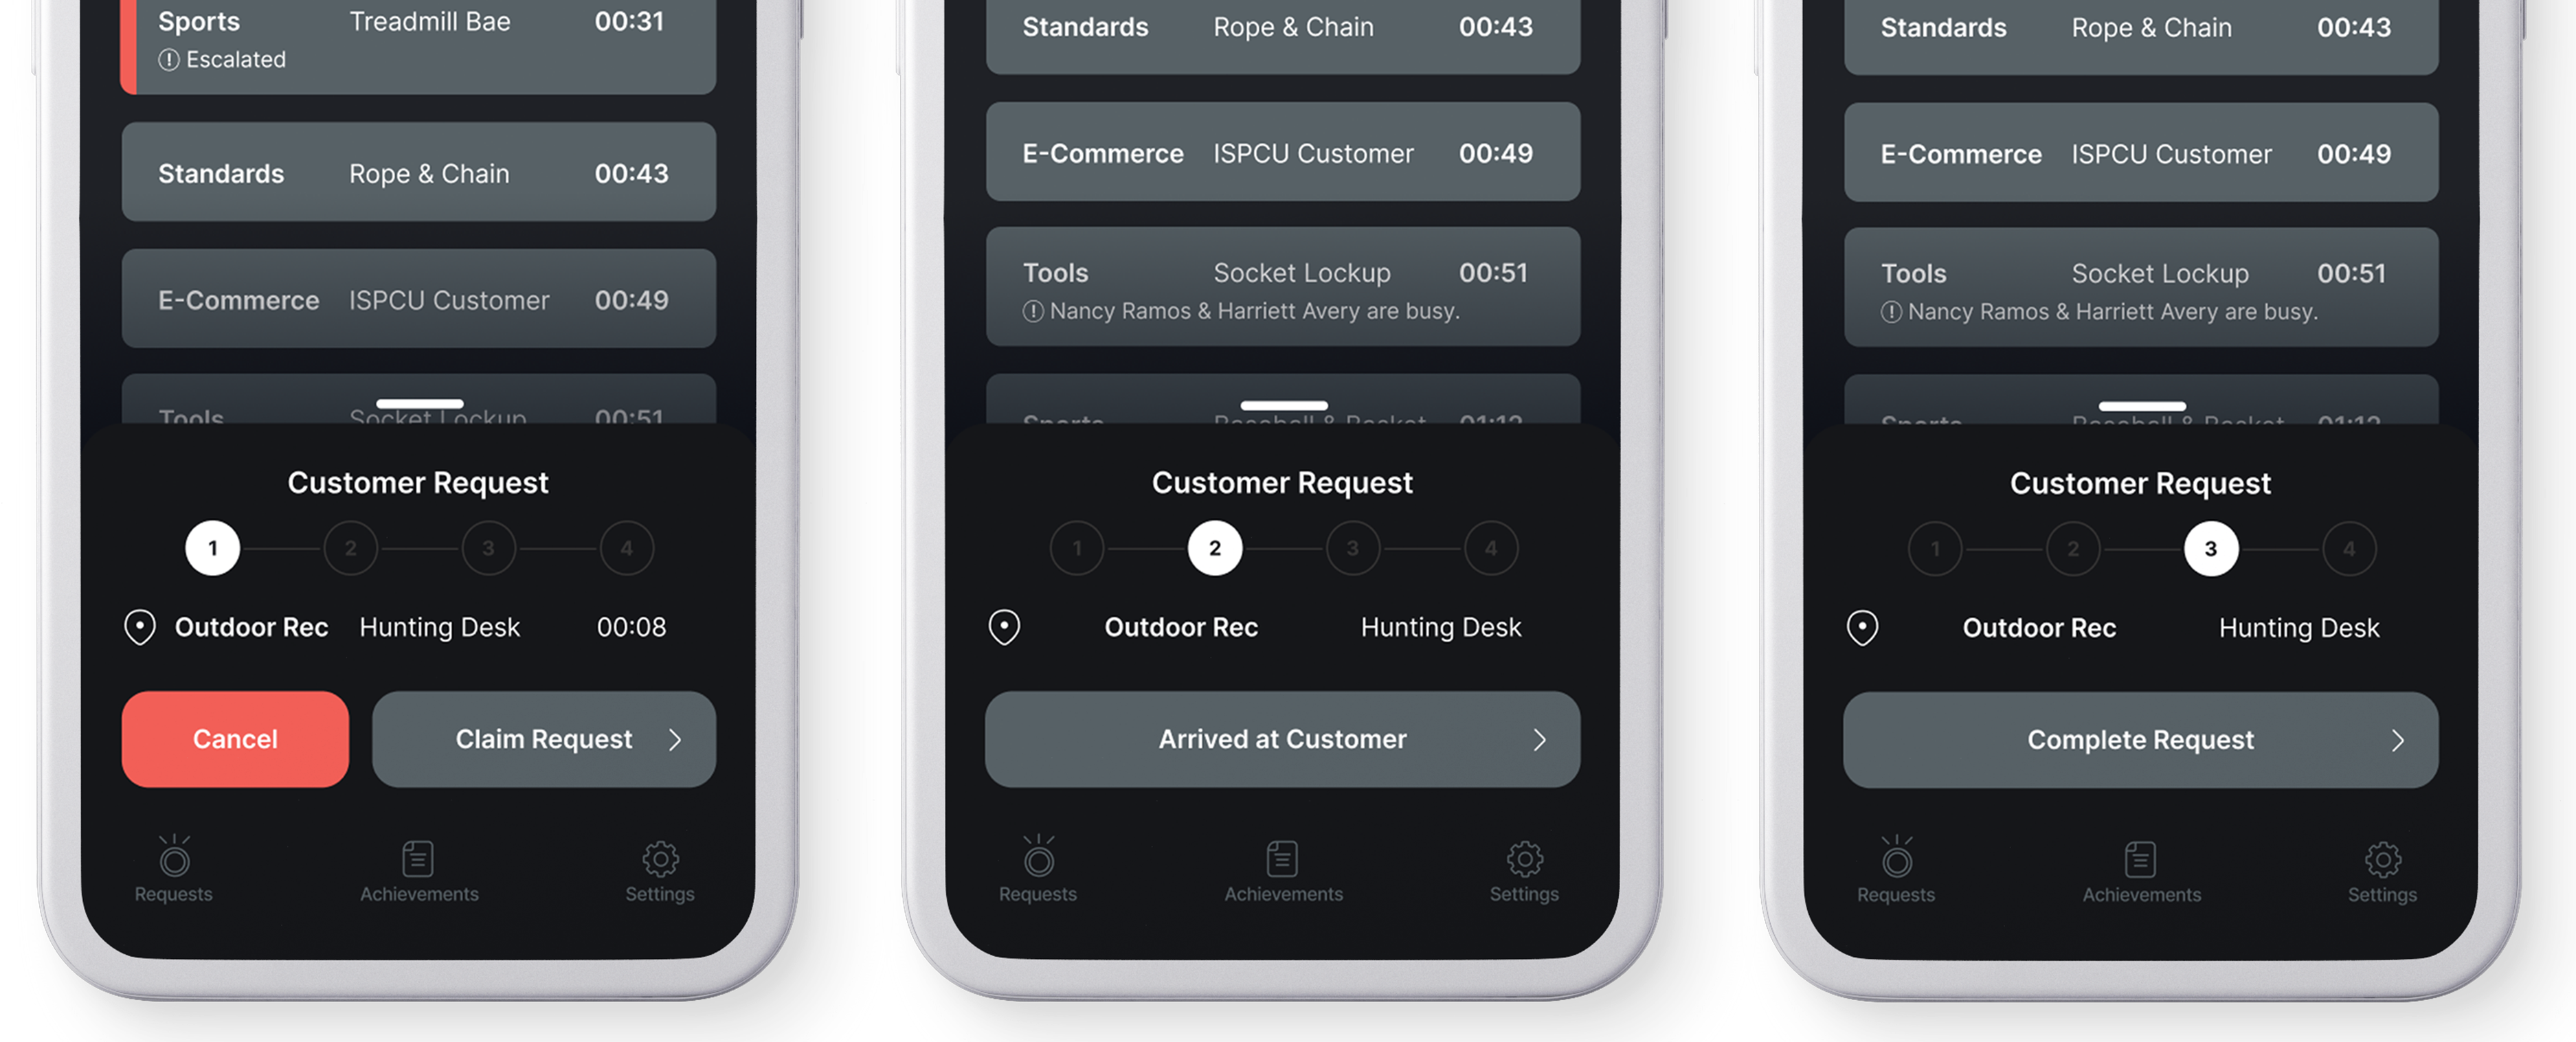 Sports Treadmill Bae 00:31
Escalated
Standards Rope & Chain 00:43
E-Commerce ISPCU Customer 00:49
Tools Socket Lockup 00:51
Customer Request
1 2 3 4
Outdoor Rec Hunting Desk 00:08
Cancel Claim Request
Requests Achievements Settings
Standards Rope & Chain 00:43
E-Commerce ISPCU Customer 00:49
Tools Socket Lockup 00:51
Nancy Ramos & Harriett Avery are busy.
Sports Baseball & Basket 01:12
Customer Request
1 2 3 4
Outdoor Rec Hunting Desk
Arrived at Customer
Requests Achievements Settings
Standards Rope & Chain 00:43
E-Commerce ISPCU Customer 00:49
Tools Socket Lockup 00:51
Nancy Ramos & Harriett Avery are busy.
Sports Baseball & Basket 01:12
Customer Request
1 2 3 4
Outdoor Rec Hunting Desk
Complete Request
Requests Achievements Settings